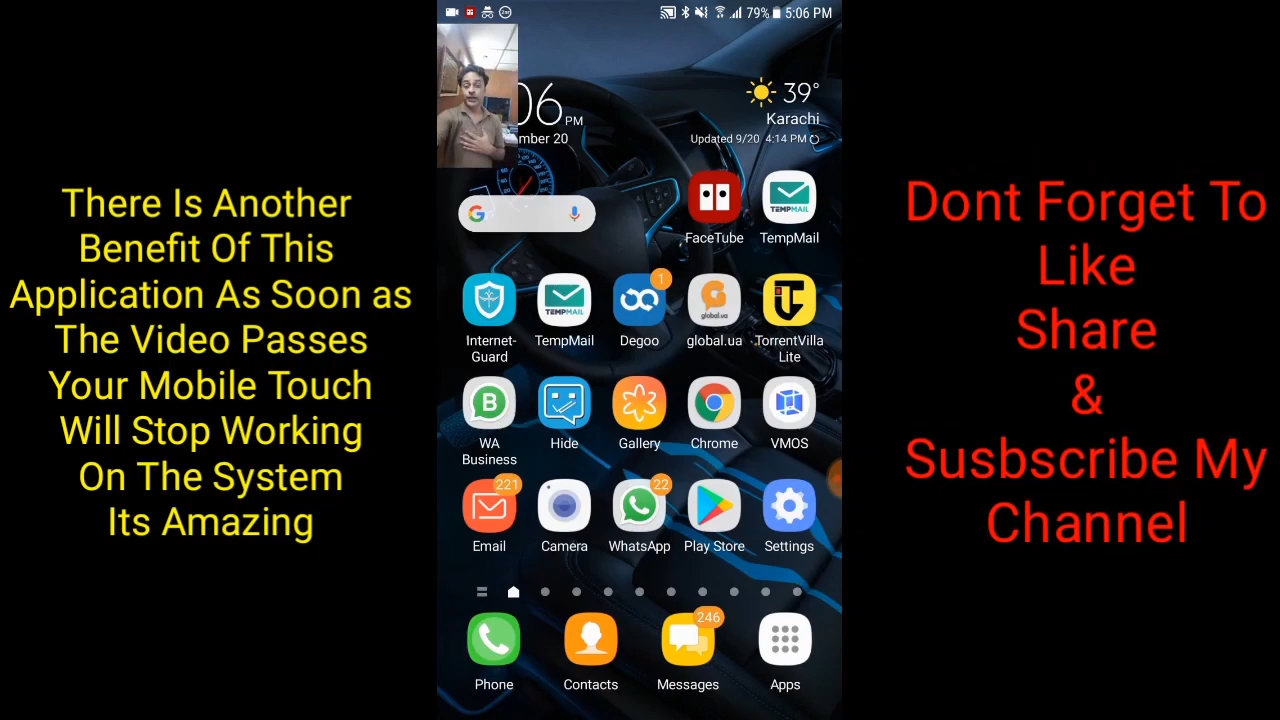 79% 5:06 PM
06 PM
mber 20
39°
Karachi
Updated 9/20 4:14 PM
There Is Another
Benefit Of This
Application As Soon as
The Video Passes
Your Mobile Touch
Will Stop Working
On The System
Its Amazing
FaceTube
TEMPMAIL
TempMail
1
Internet-
Guard
TEMPMAIL
TempMail
Degoo
global.ua
global.ua
TorrentVilla
Lite
B
WA
Business
Hide
Gallery
Chrome
VMOS
221
Email
Camera
22
WhatsApp
Play Store
Settings
Phone
Contacts
246
Messages
Apps
Dont Forget To
Like
Share
&
Susbscribe My
Channel